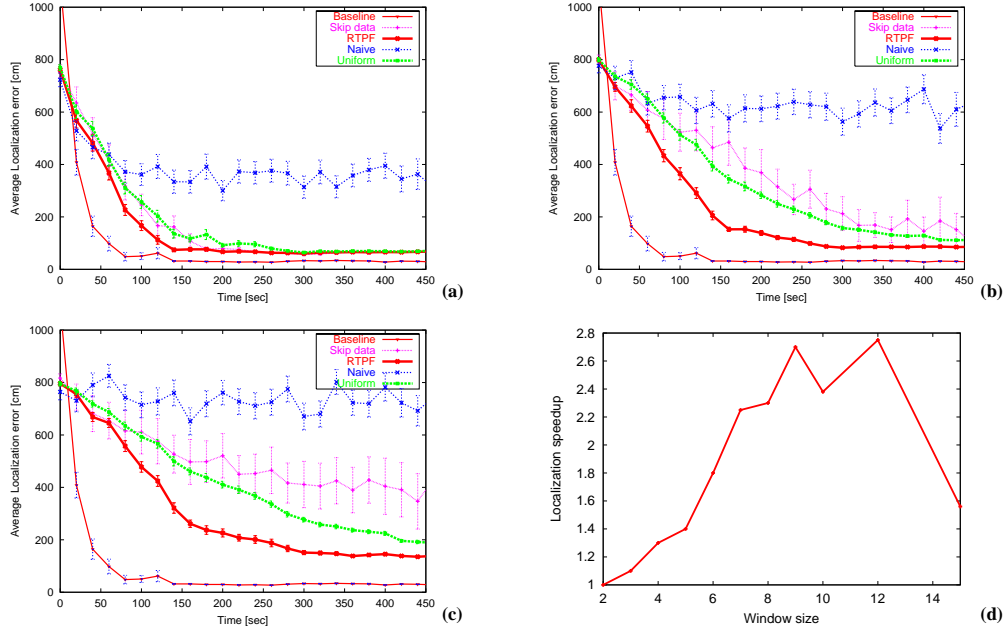 1000
800
600
400
200
0
0 50 100 150 200 250 300 350 400 450
Average Localization error [cm]
Time [sec]
Baseline
Skip data
RTPF
Naive
Uniform
(a)
1000
800
600
400
200
0
0 50 100 150 200 250 300 350 400 450
Average Localization error [cm]
Time [sec]
Baseline
Skip data
RTPF
Naive
Uniform
(b)
1000
800
600
400
200
0
0 50 100 150 200 250 300 350 400 450
Average Localization error [cm]
Time [sec]
Baseline
Skip data
RTPF
Naive
Uniform
(c)
2.8
2.6
2.4
2.2
2
1.8
1.6
1.4
1.2
1
2 4 6 8 10 12 14
Localization speedup
Window size
(d)